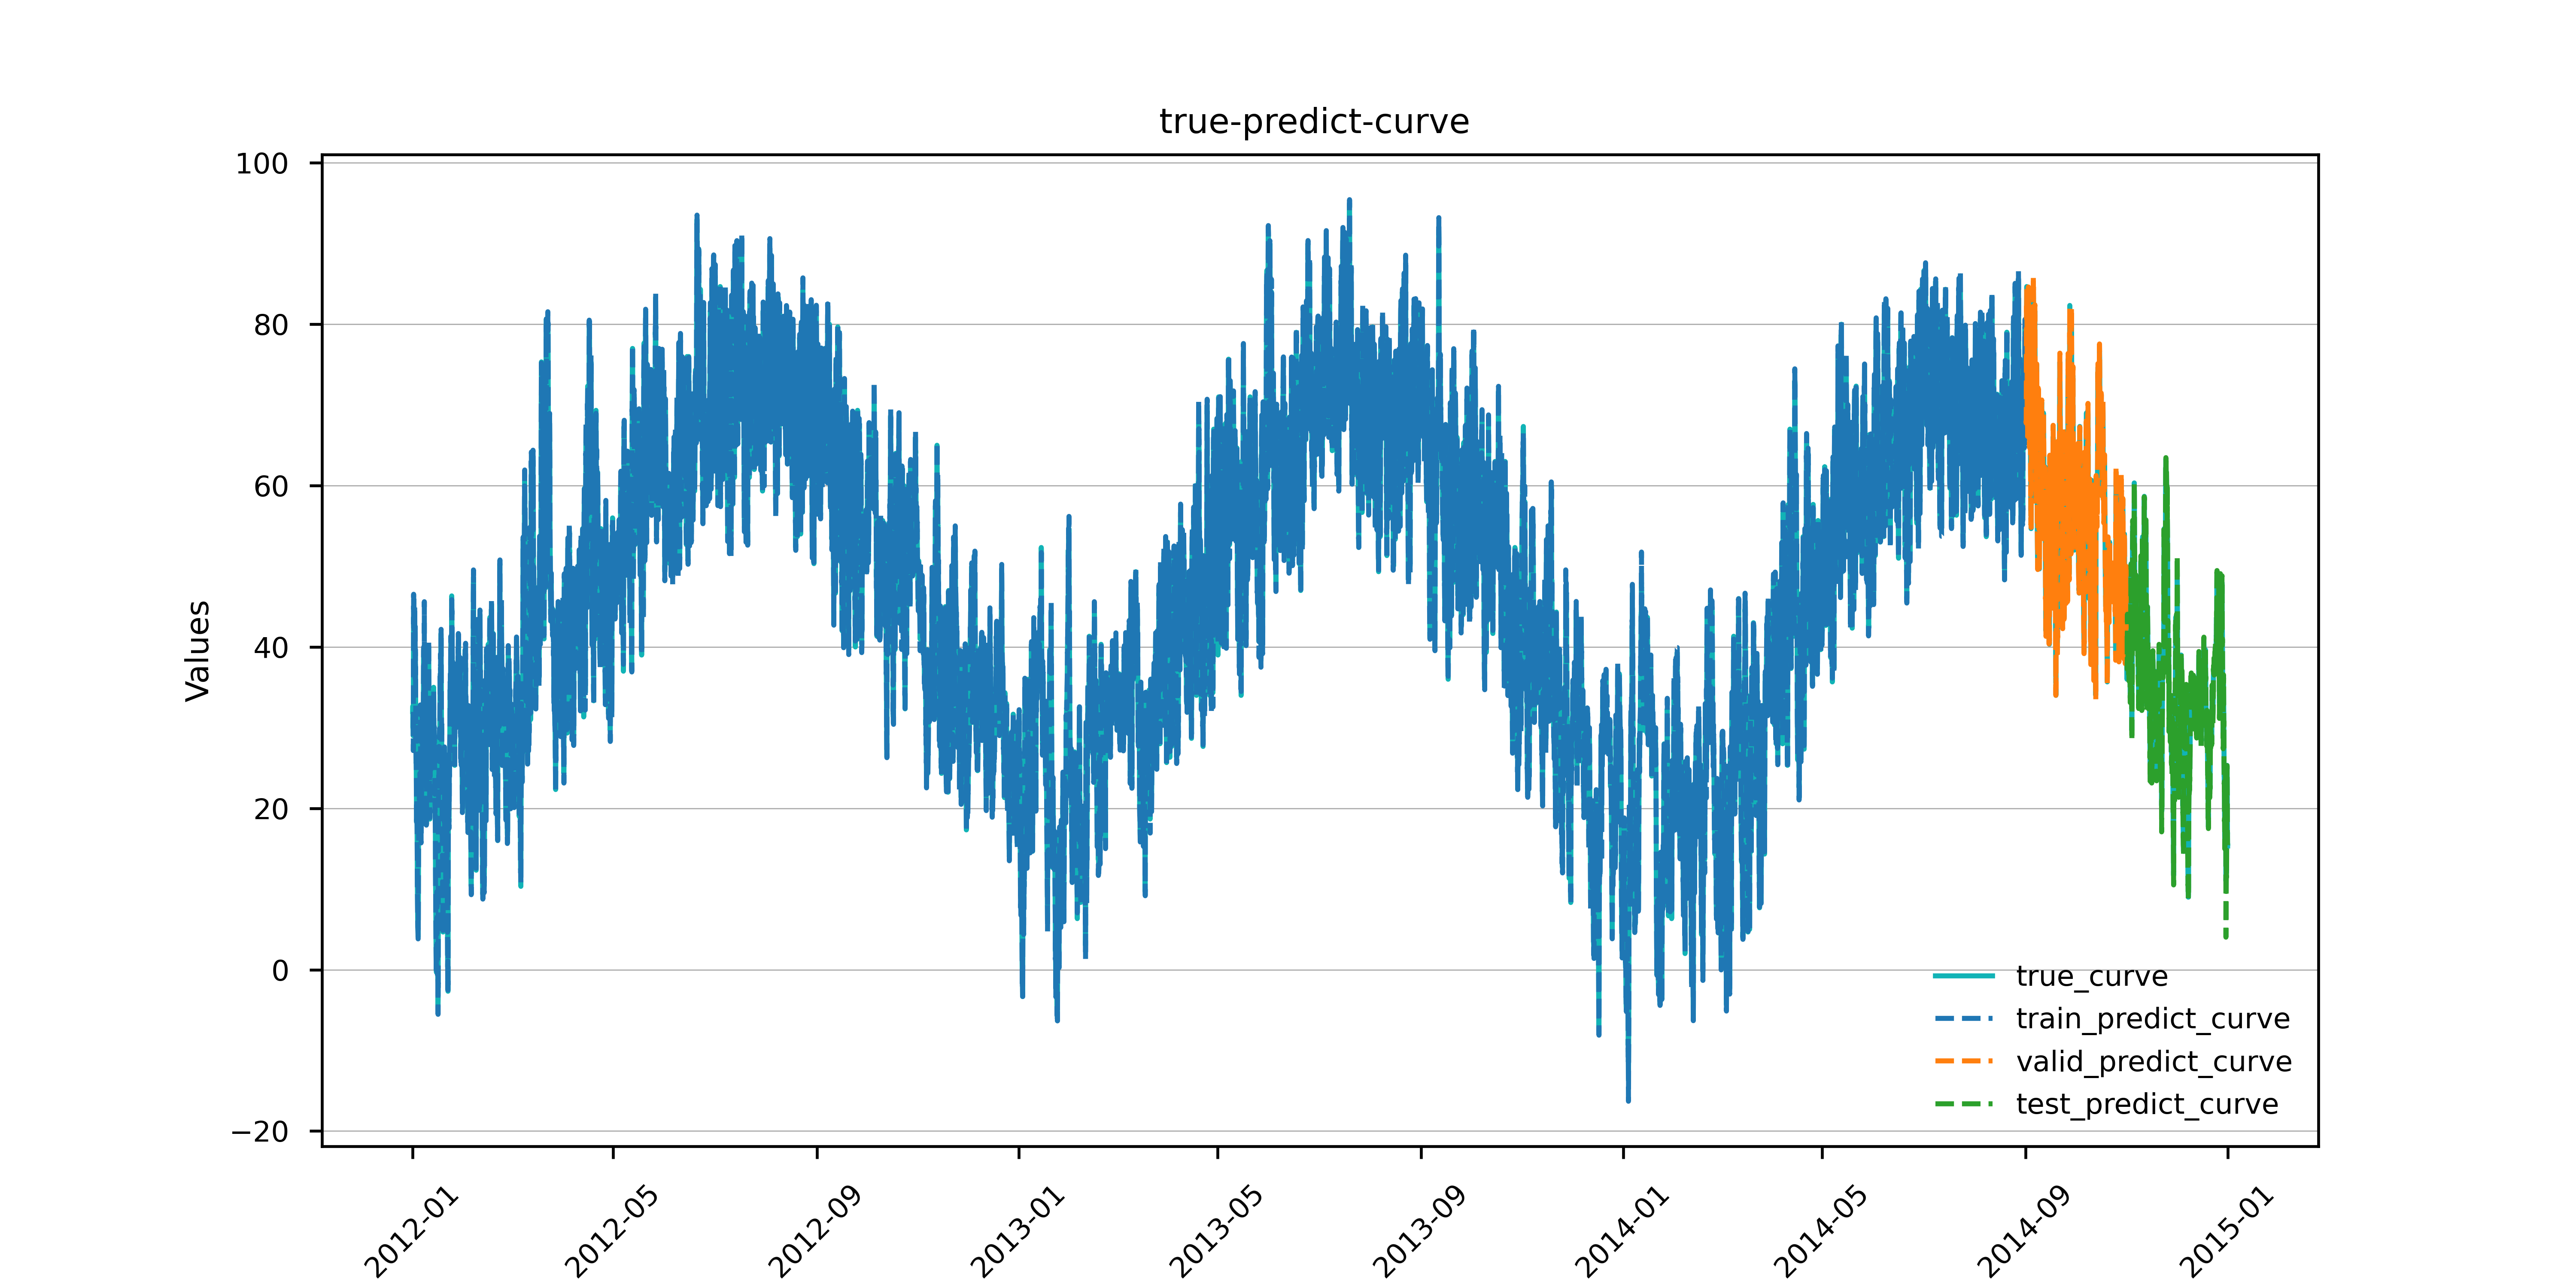 true-predict-curve
100
80
60
40
20
0
−20
Values
true_curve
train_predict_curve
valid_predict_curve
test_predict_curve
2012-01
2012-05
2012-09
2013-01
2013-05
2013-09
2014-01
2014-05
2014-09
2015-01